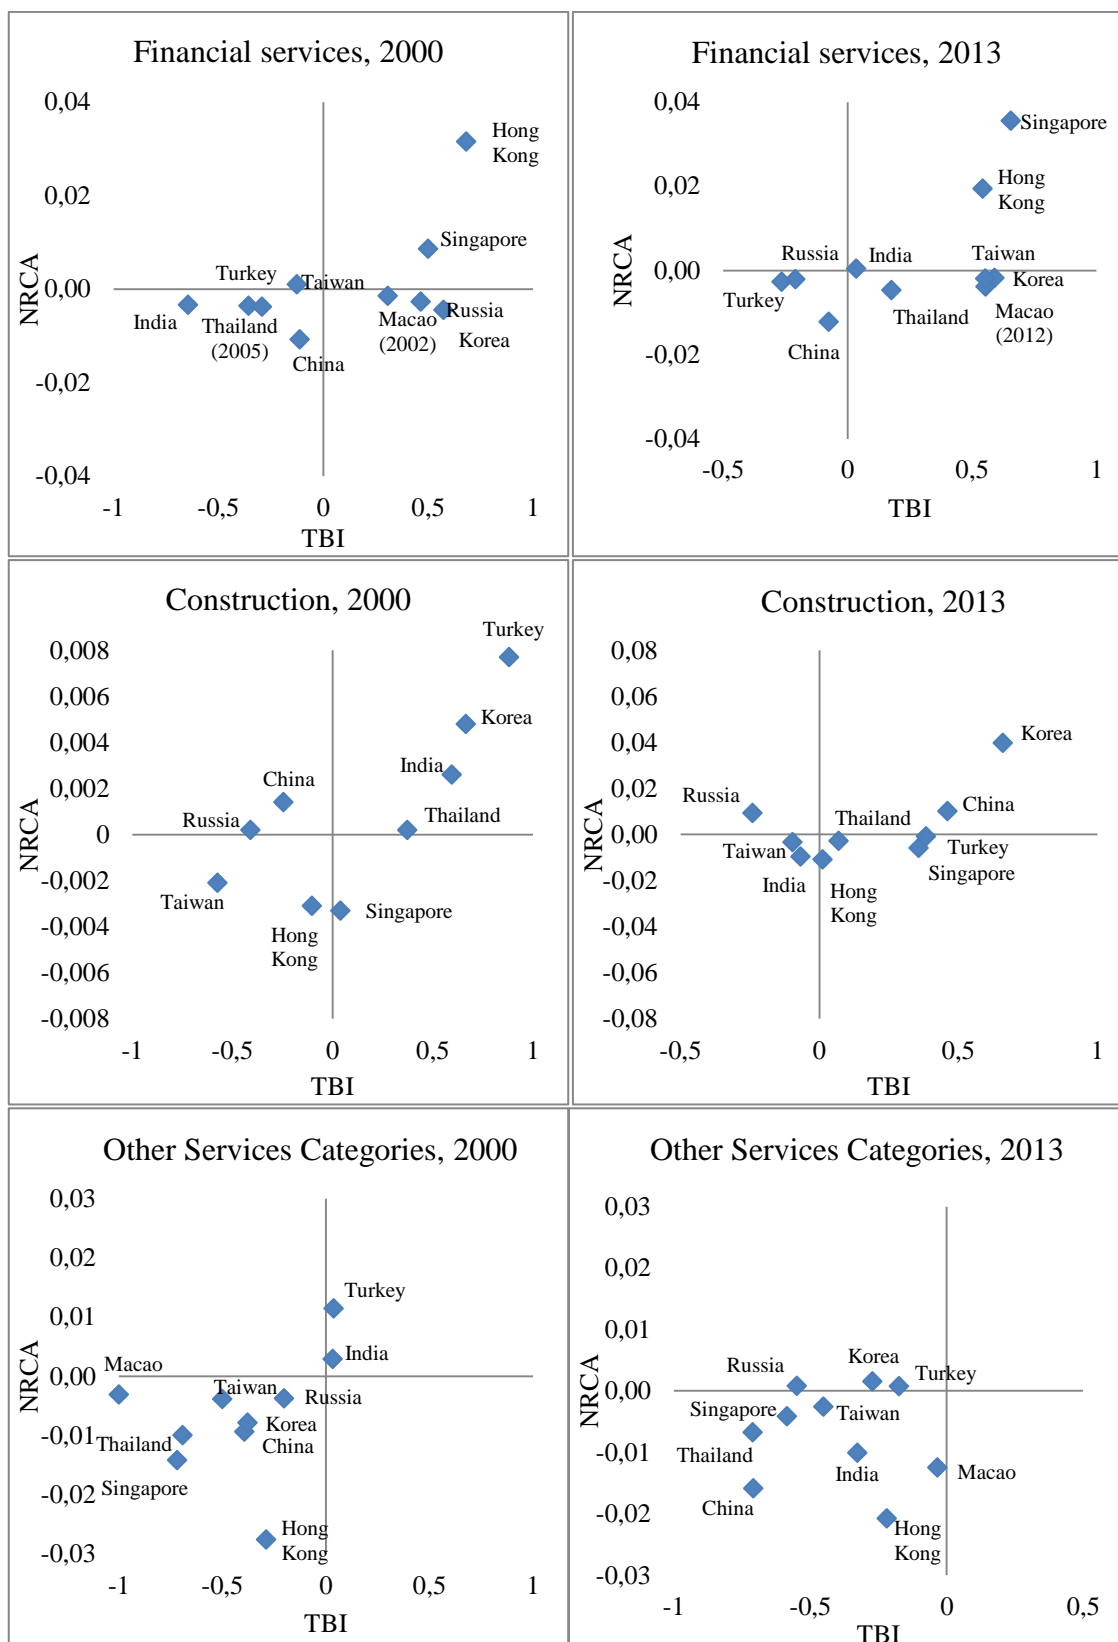 Financial services, 2000
0,04
0,02
0,00
-0,02
-0,04
NRCA
Hong
Kong
Singapore
Turkey
Taiwan
India
Thailand
(2005)
China
Macao
(2002)
Russia
Korea
-1
-0,5
0
0,5
1
TBI
Financial services, 2013
0,04
0,02
0,00
-0,02
-0,04
NRCA
Singapore
Hong
Kong
Russia
India
Taiwan
Korea
Turkey
Thailand
Macao
(2012)
China
-0,5
0
0,5
1
TBI
Construction, 2000
0,008
0,006
0,004
0,002
0
-0,002
-0,004
-0,006
-0,008
NRCA
Turkey
Korea
India
China
Thailand
Russia
Taiwan
Hong
Kong
Singapore
-1
-0,5
0
0,5
1
TBI
Construction, 2013
0,08
0,06
0,04
0,02
0,00
-0,02
-0,04
-0,06
-0,08
NRCA
Korea
Russia
China
Thailand
Taiwan
Turkey
India
Singapore
Hong
Kong
-0,5
0
0,5
1
TBI
Other Services Categories, 2000
0,03
0,02
0,01
0,00
-0,01
-0,02
-0,03
NRCA
Turkey
India
Macao
Taiwan
Russia
Korea
Thailand
China
Singapore
Hong
Kong
-1
-0,5
0
0,5
1
TBI
Other Services Categories, 2013
0,03
0,02
0,01
0,00
-0,01
-0,02
-0,03
NRCA
Russia
Korea
Turkey
Singapore
Taiwan
Thailand
India
Macao
China
Hong
Kong
-1
-0,5
0
0,5
TBI